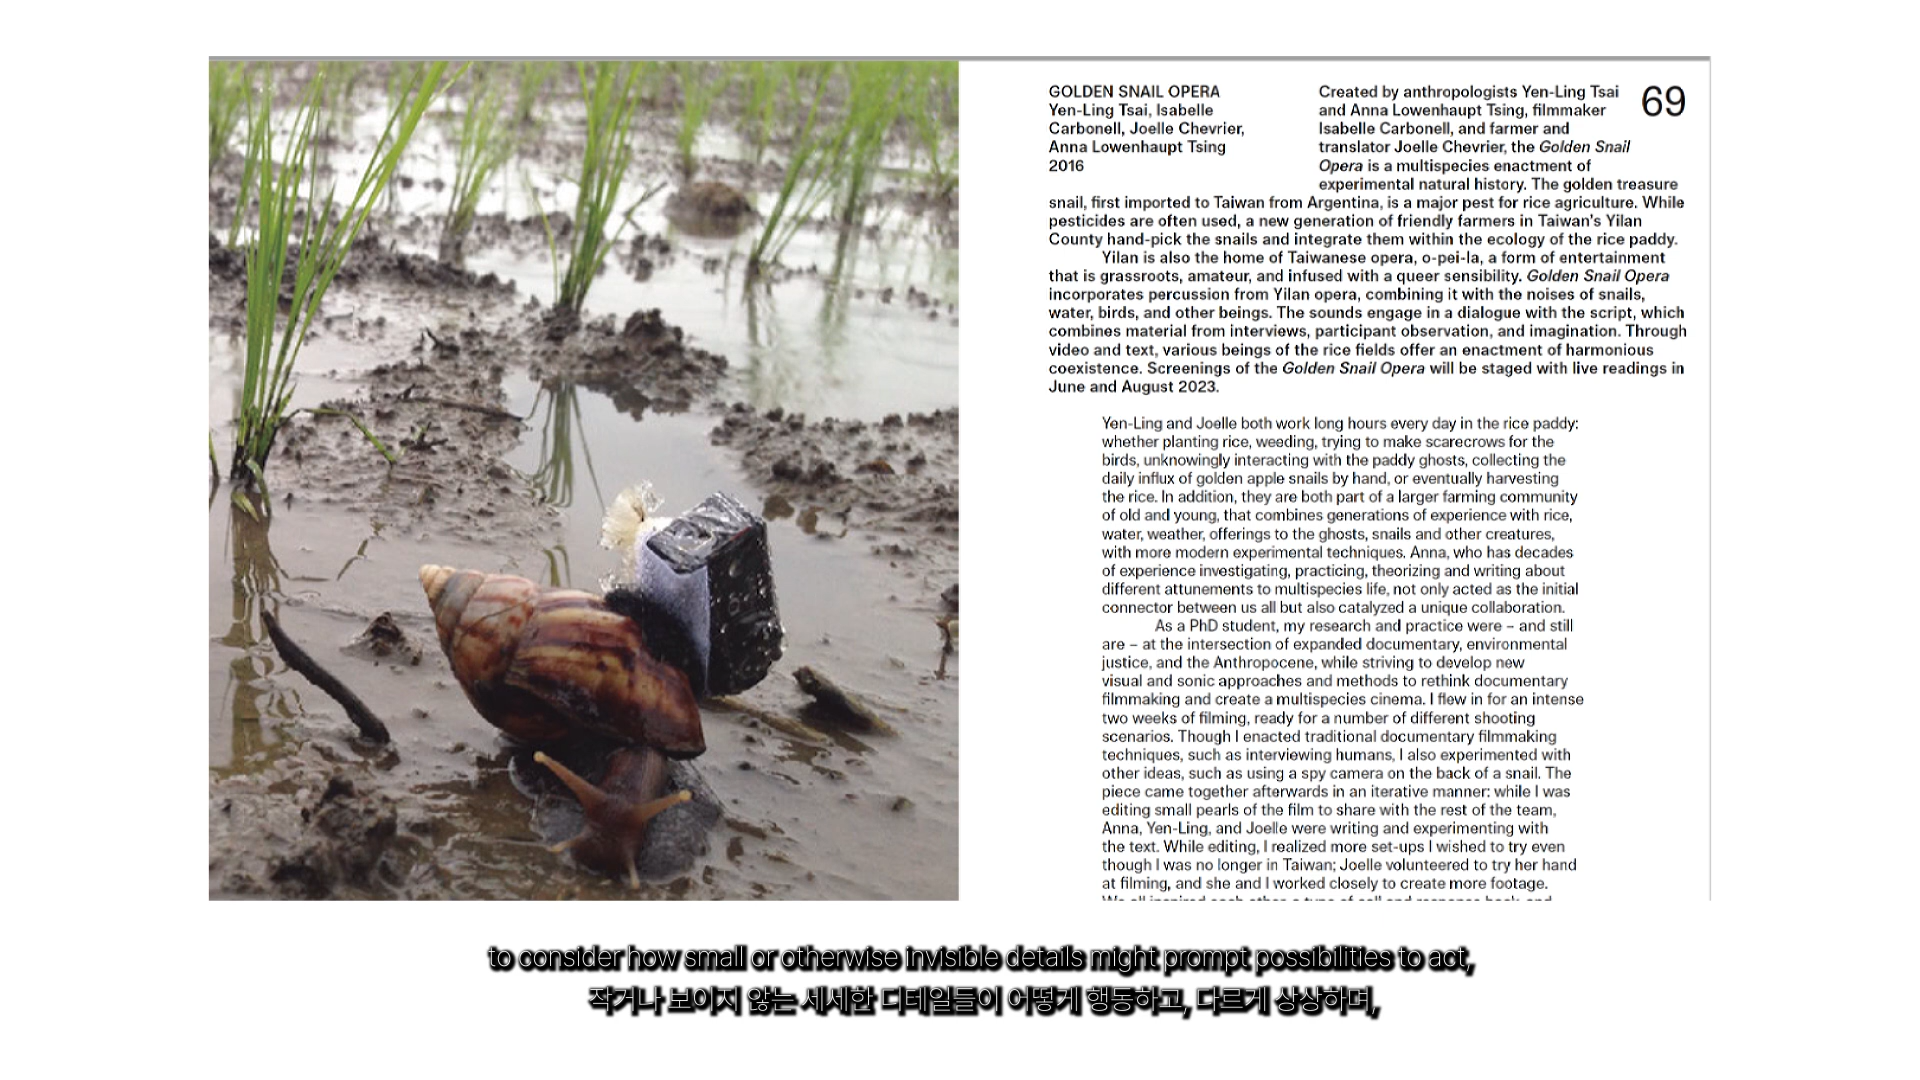 GOLDEN SNAIL OPERA
Yen-Ling Tsai, Isabelle
Carbonell, Joelle Chevrier,
Anna Lowenhaupt Tsing
2016
69
Created by anthropologists Yen-Ling Tsai
and Anna Lowenhaupt Tsing, filmmaker
Isabelle Carbonell, and farmer and
translator Joelle Chevrier, the Golden Snail
Opera is a multispecies enactment of
experimental natural history. The golden treasure
snail, first imported to Taiwan from Argentina, is a major pest for rice agriculture. While
pesticides are often used, a new generation of friendly farmers in Taiwan's Yilan
County hand-pick the snails and integrate them within the ecology of the rice paddy.
Yilan is also the home of Taiwanese opera, o-pei-la, a form of entertainment
that is grassroots, amateur, and infused with a queer sensibility. Golden Snail Opera
incorporates percussion from Yilan opera, combining it with the noises of snails,
water, birds, and other beings. The sounds engage in a dialogue with the script, which
combines material from interviews, participant observation, and imagination. Through
video and text, various beings of the rice fields offer an enactment of harmonious
coexistence. Screenings of the Golden Snail Opera will be staged with live readings in
June and August 2023.
Yen-Ling and Joelle both work long hours every day in the rice paddy:
whether planting rice, weeding, trying to make scarecrows for the
birds, unknowingly interacting with the paddy ghosts, collecting the
daily influx of golden apple snails by hand, or eventually harvesting
the rice. In addition, they are both part of a larger farming community
of old and young, that combines generations of experience with rice,
water, weather, offerings to the ghosts, snails and other creatures,
with more modern experimental techniques. Anna, who has decades
of experience investigating, practicing, theorizing and writing about
different attunements to multispecies life, not only acted as the initial
connector between us all but also catalyzed a unique collaboration.
As a PhD student, my research and practice were – and still
are – at the intersection of expanded documentary, environmental
justice, and the Anthropocene, while striving to develop new
visual and sonic approaches and methods to rethink documentary
filmmaking and create a multispecies cinema. I flew in for an intense
two weeks of filming, ready for a number of different shooting
scenarios. Though I enacted traditional documentary filmmaking
techniques, such as interviewing humans, I also experimented with
other ideas, such as using a spy camera on the back of a snail. The
piece came together afterwards in an iterative manner: while I was
editing small pearls of the film to share with the rest of the team,
Anna, Yen-Ling, and Joelle were writing and experimenting with
the text. While editing, I realized more set-ups I wished to try even
though I was no longer in Taiwan; Joelle volunteered to try her hand
at filming, and she and I worked closely to create more footage.
to consider how small or otherwise invisible details might prompt possibilities to act,
작거나 보이지 않는 세세한 디테일들이 어떻게 행동하고, 다르게 상상하며,